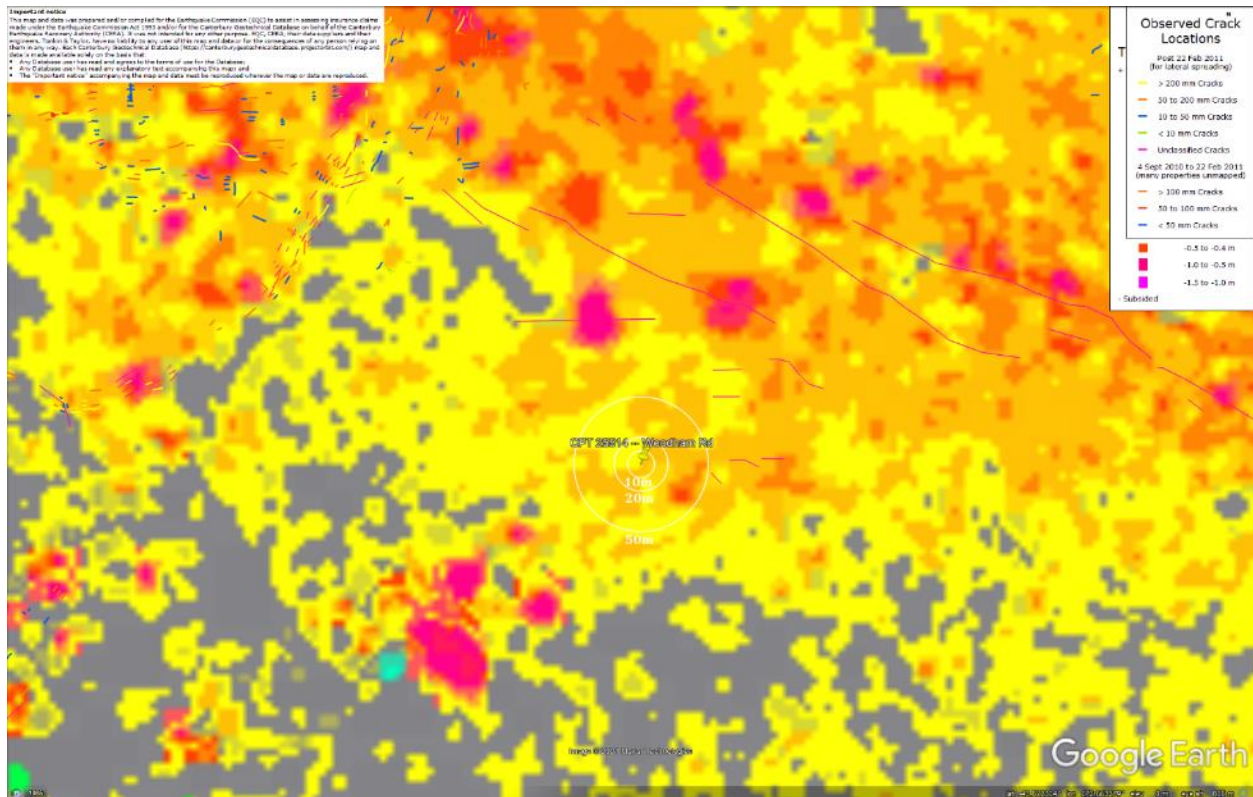 Important notice
This map and data was prepared and/or compiled for the Earthquake Commission (EQC) to assist in assessing insurance claims
made under the Earthquake Commission Act 1993 and/or for the Canterbury Geotechnical Database on behalf of the Canterbury
Earthquake Recovery Authority (CERA). It was not intended for any other purpose. EQC, CERA, their data suppliers and their
engineers, Tonkin & Taylor, have no liability to any user of this map and data or for the consequences of any person relying on
them in any way. Each Canterbury Geotechnical Database map and
data is made available solely on the basis that:
• Any Database user has read and agrees to the terms of use for the Database;
• Any Database user has read any explanatory text accompanying this map; and
• The "Important notice" accompanying the map and data must be reproduced wherever the map or data are reproduced.
Observed Crack
Locations
Post 22 Feb 2011
(for lateral spreading)
> 200 mm Cracks
50 to 200 mm Cracks
10 to 50 mm Cracks
< 10 mm Cracks
Unclassified Cracks
4 Sept 2010 to 22 Feb 2011
(many properties unmapped)
> 100 mm Cracks
50 to 100 mm Cracks
< 50 mm Cracks
-0.5 to -0.4 m
-1.0 to -0.5 m
-1.5 to -1.0 m
- Subsided
Woodham Rd
10m
20m
50m
Google Earth